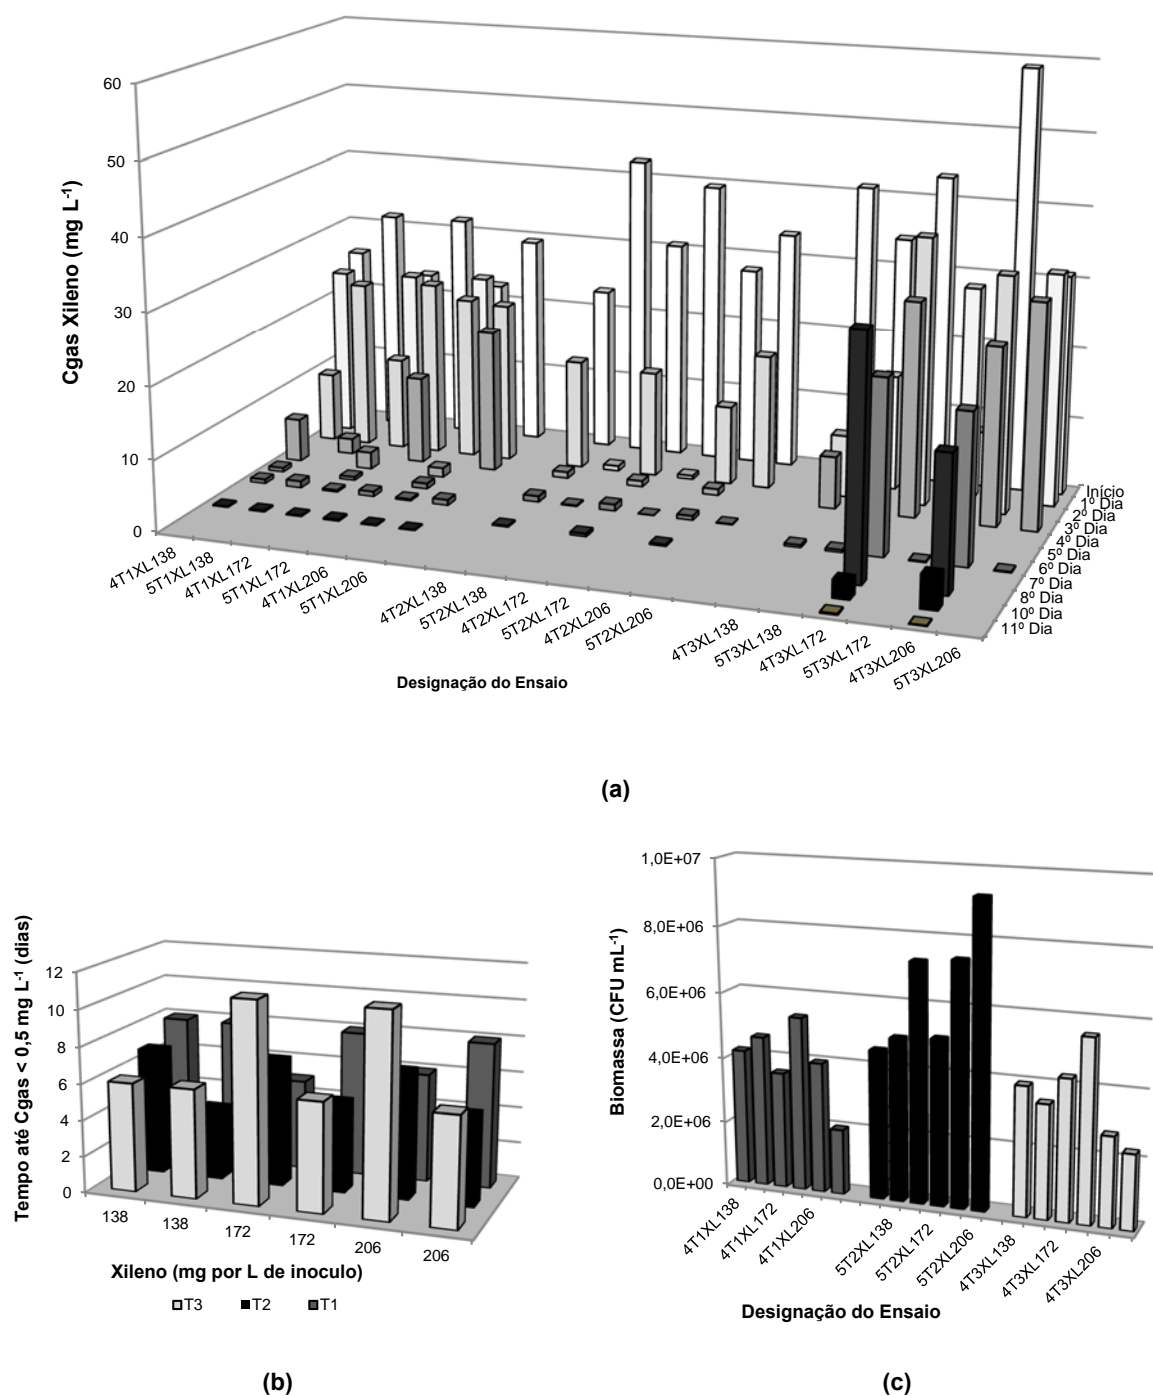 60
50
40
30
20
10
0
Cgas Xileno (mg L-1)
Início
1º Dia
2º Dia
3º Dia
4º Dia
5º Dia
6º Dia
7º Dia
8º Dia
10º Dia
11º Dia
4T1XL138
5T1XL138
4T1XL172
5T1XL172
4T1XL206
5T1XL206
4T2XL138
5T2XL138
4T2XL172
5T2XL172
4T2XL206
5T2XL206
4T3XL138
5T3XL138
4T3XL172
5T3XL172
4T3XL206
5T3XL206
Designação do Ensaio
(a)
Tempo até Cgas < 0,5 mg L-1 (dias)
12
10
8
6
4
2
0
138
138
172
172
206
206
Xileno (mg por L de inoculo)
T3 T2 T1
(b)
Biomassa (CFU mL-1)
1,0E+07
8,0E+06
6,0E+06
4,0E+06
2,0E+06
0,0E+00
4T1XL138
4T1XL172
4T1XL206
5T2XL138
5T2XL172
5T2XL206
4T3XL138
4T3XL172
4T3XL206
Designação do Ensaio
(c)